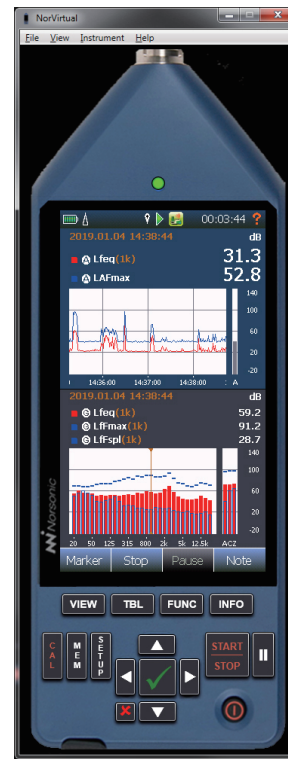 NorVirtual
File View Instrument Help
00:03:44 ?
2019.01.04 14:38:44 dB
A Lfeq(1k) 31.3
A LAFmax 52.8
140
100
60
20
-20
14:36:00 14:37:00 14:38:00 : A
2019.01.04 14:38:44 dB
Lfeq(1k) 59.2
LfFmax(1k) 91.2
LfFspl(1k) 28.7
140
100
60
20
-20
20 50 125 315 800 2k 5k 12.5k ACZ
Norsonic
Marker Stop Pause Note
VIEW TBL FUNC INFO
CAL
MEM
SETUP
START
STOP